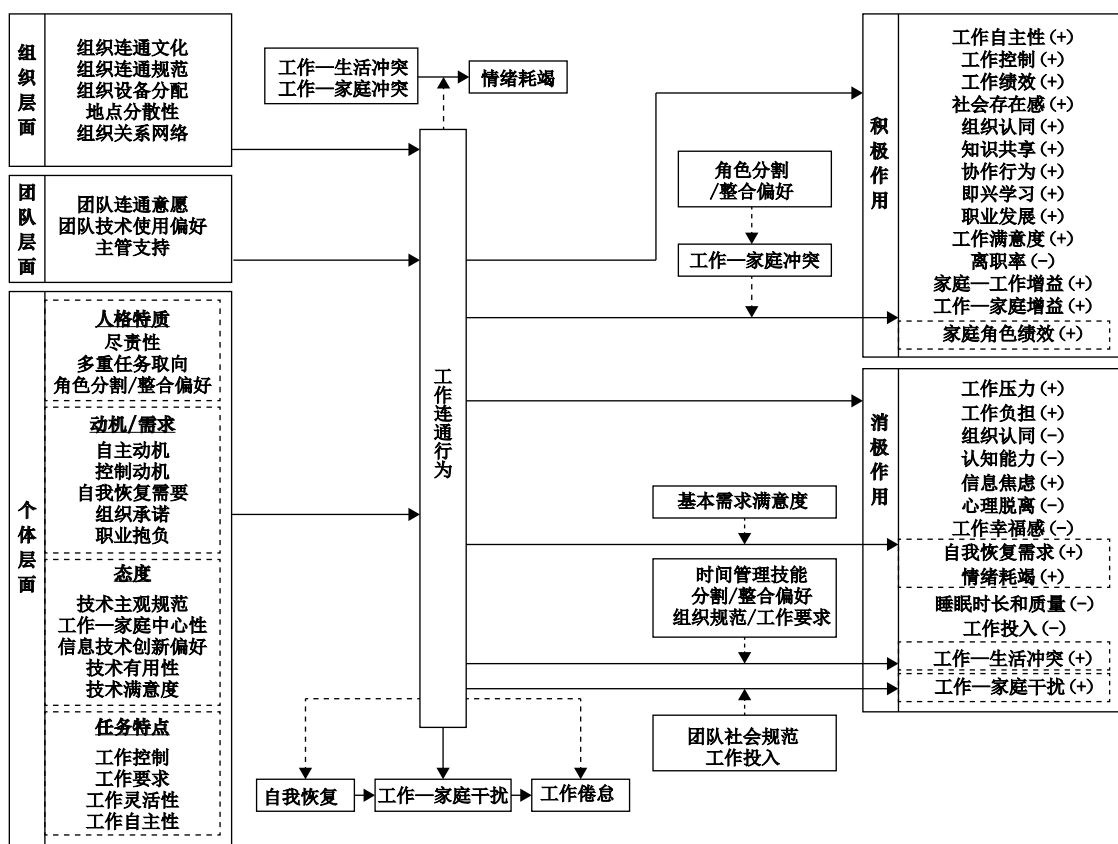 组织层面
组织连通文化
组织连通规范
组织设备分配
地点分散性
组织关系网络
团队层面
团队连通意愿
团队技术使用偏好
主管支持
个体层面
人格特质
尽责性
多重任务取向
角色分割/整合偏好
动机/需求
自主动机
控制动机
自我恢复需要
组织承诺
职业抱负
态度
技术主观规范
工作—家庭中心性
信息技术创新偏好
技术有用性
技术满意度
任务特点
工作控制
工作要求
工作灵活性
工作自主性
工作—生活冲突
工作—家庭冲突
情绪耗竭
工作连通行为
自我恢复
工作—家庭干扰
工作倦怠
角色分割
/整合偏好
工作—家庭冲突
基本需求满意度
时间管理技能
分割/整合偏好
组织规范/工作要求
团队社会规范
工作投入
积极作用
工作自主性(+)
工作控制(+)
工作绩效(+)
社会存在感(+)
组织认同(+)
知识共享(+)
协作行为(+)
即兴学习(+)
职业发展(+)
工作满意度(+)
离职率(−)
家庭—工作增益(+)
工作—家庭增益(+)
家庭角色绩效(+)
消极作用
工作压力(+)
工作负担(+)
组织认同(−)
认知能力(−)
信息焦虑(+)
心理脱离(−)
工作幸福感(−)
自我恢复需求(+)
情绪耗竭(+)
睡眠时长和质量(−)
工作投入(−)
工作—生活冲突(+)
工作—家庭干扰(+)